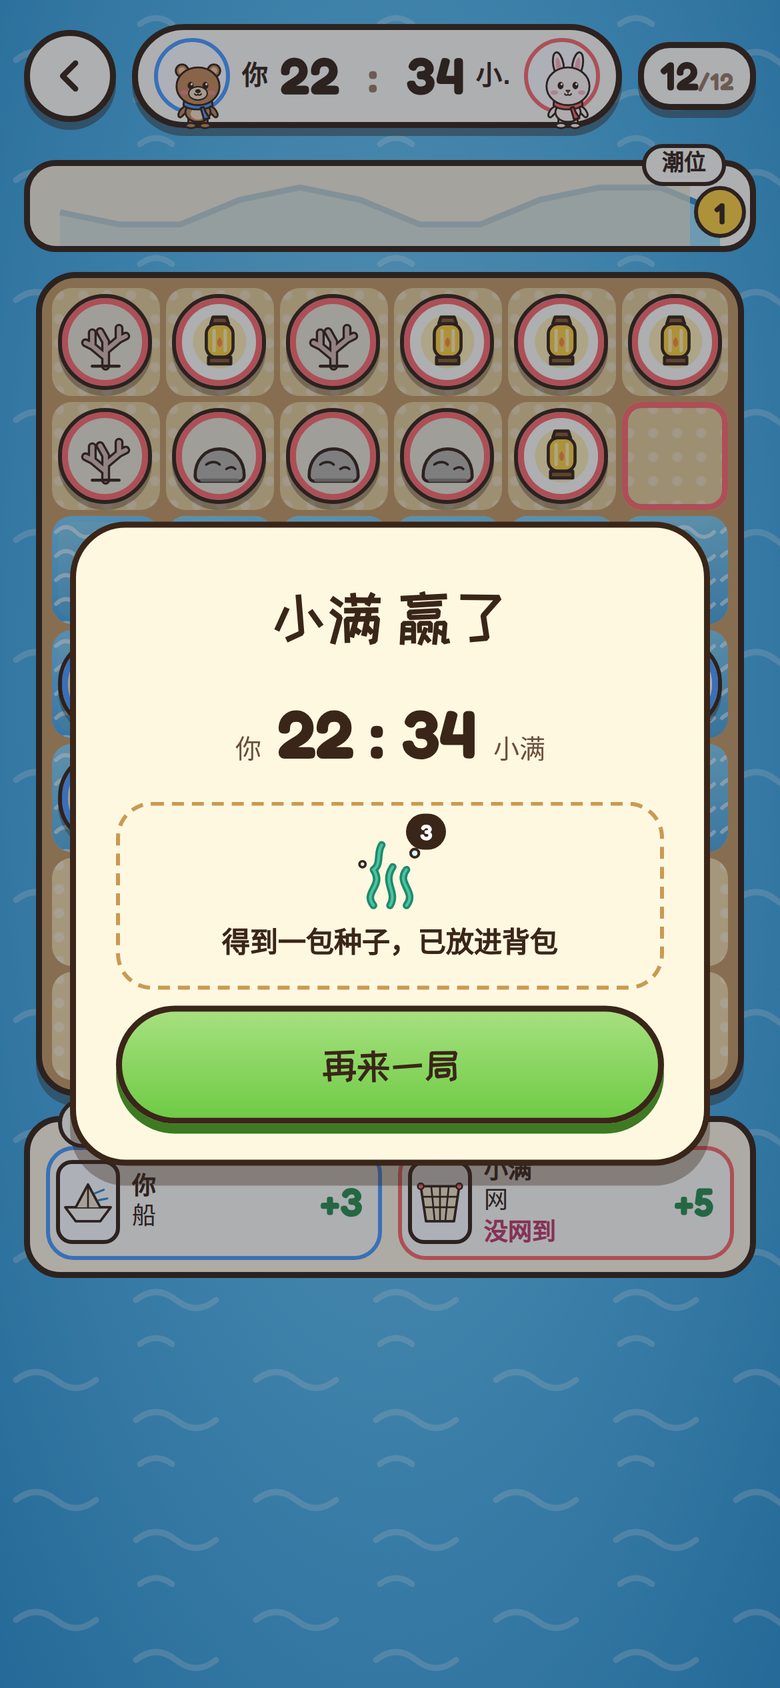 你 22 : 34 小.
12/12
潮位
1
小满 赢了
你 22 : 34 小满
3
得到一包种子，已放进背包
再来一局
你
船
+3
小满
网
没网到
+5